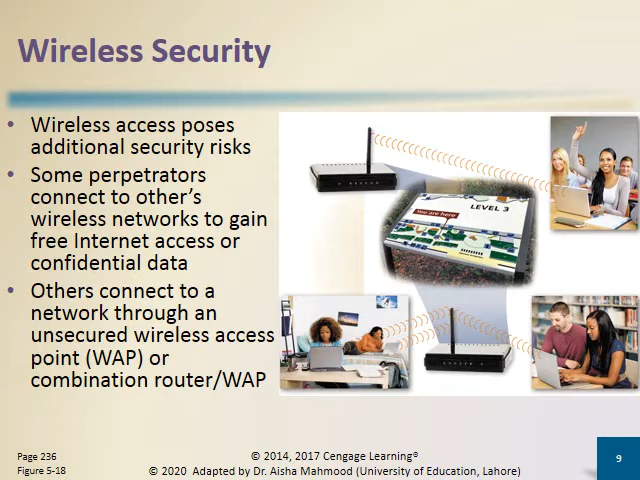 Wireless Security
• Wireless access poses
additional security risks
• Some perpetrators
connect to other's
wireless networks to gain
free Internet access or
confidential data
• Others connect to a
network through an
unsecured wireless access
point (WAP) or
combination router/WAP
LEVEL 3
You are here
Page 236
Figure 5-18
© 2014, 2017 Cengage Learning®
© 2020 Adapted by Dr. Aisha Mahmood (University of Education, Lahore)
9